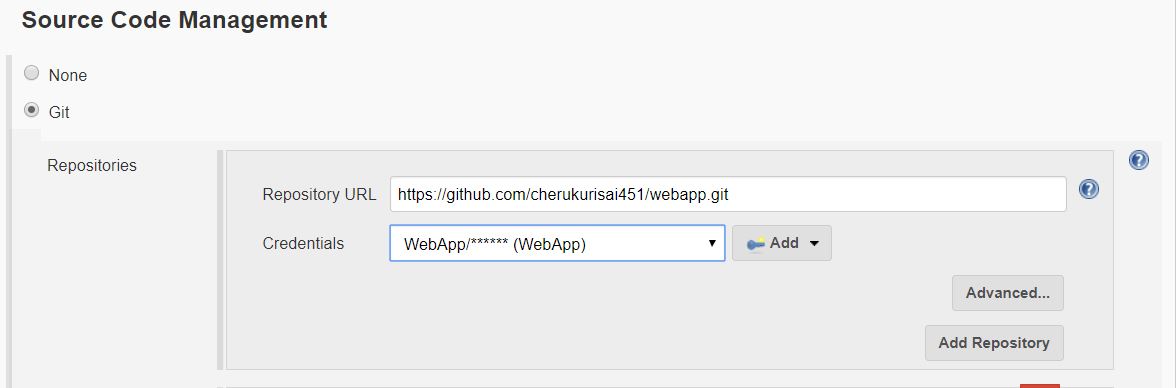 Source Code Management
None
Git
Repositories
Repository URL https://github.com/cherukurisai451/webapp.git
Credentials WebApp/****** (WebApp) Add
Advanced...
Add Repository